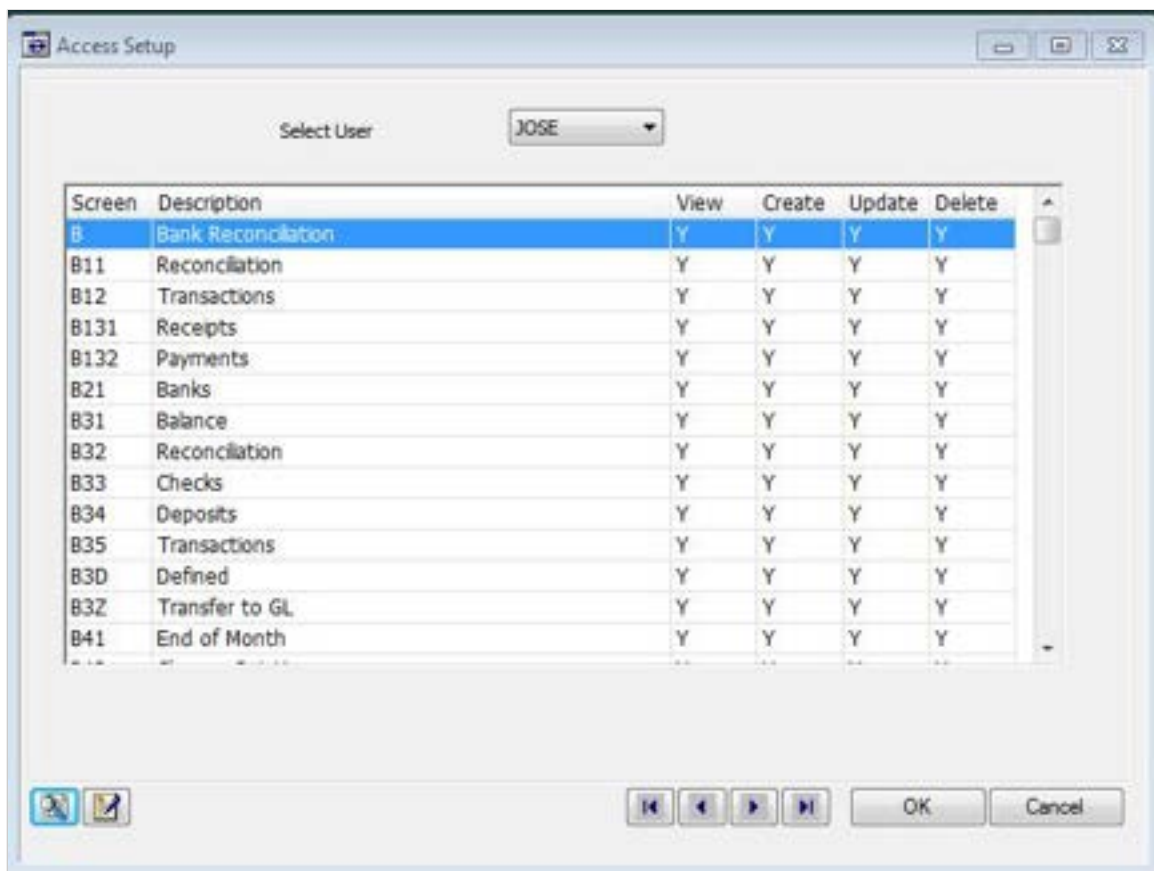 Access Setup
Select User JOSE
Screen Description View Create Update Delete
B Bank Reconciliation Y Y Y Y
B11 Reconciliation Y Y Y Y
B12 Transactions Y Y Y Y
B131 Receipts Y Y Y Y
B132 Payments Y Y Y Y
B21 Banks Y Y Y Y
B31 Balance Y Y Y Y
B32 Reconciliation Y Y Y Y
B33 Checks Y Y Y Y
B34 Deposits Y Y Y Y
B35 Transactions Y Y Y Y
B3D Defined Y Y Y Y
B3Z Transfer to GL Y Y Y Y
B41 End of Month Y Y Y Y
OK Cancel